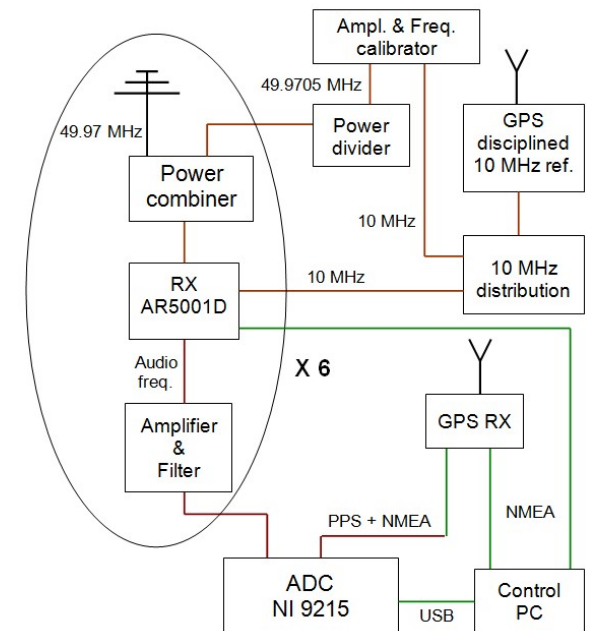 Ampl. & Freq.
calibrator
49.9705 MHz
49.97 MHz
Power
divider
GPS
disciplined
10 MHz ref.
Power
combiner
10 MHz
RX
AR5001D
10 MHz
10 MHz
distribution
Audio
freq.
X 6
Amplifier
&
Filter
GPS RX
PPS + NMEA
NMEA
ADC
NI 9215
USB
Control
PC